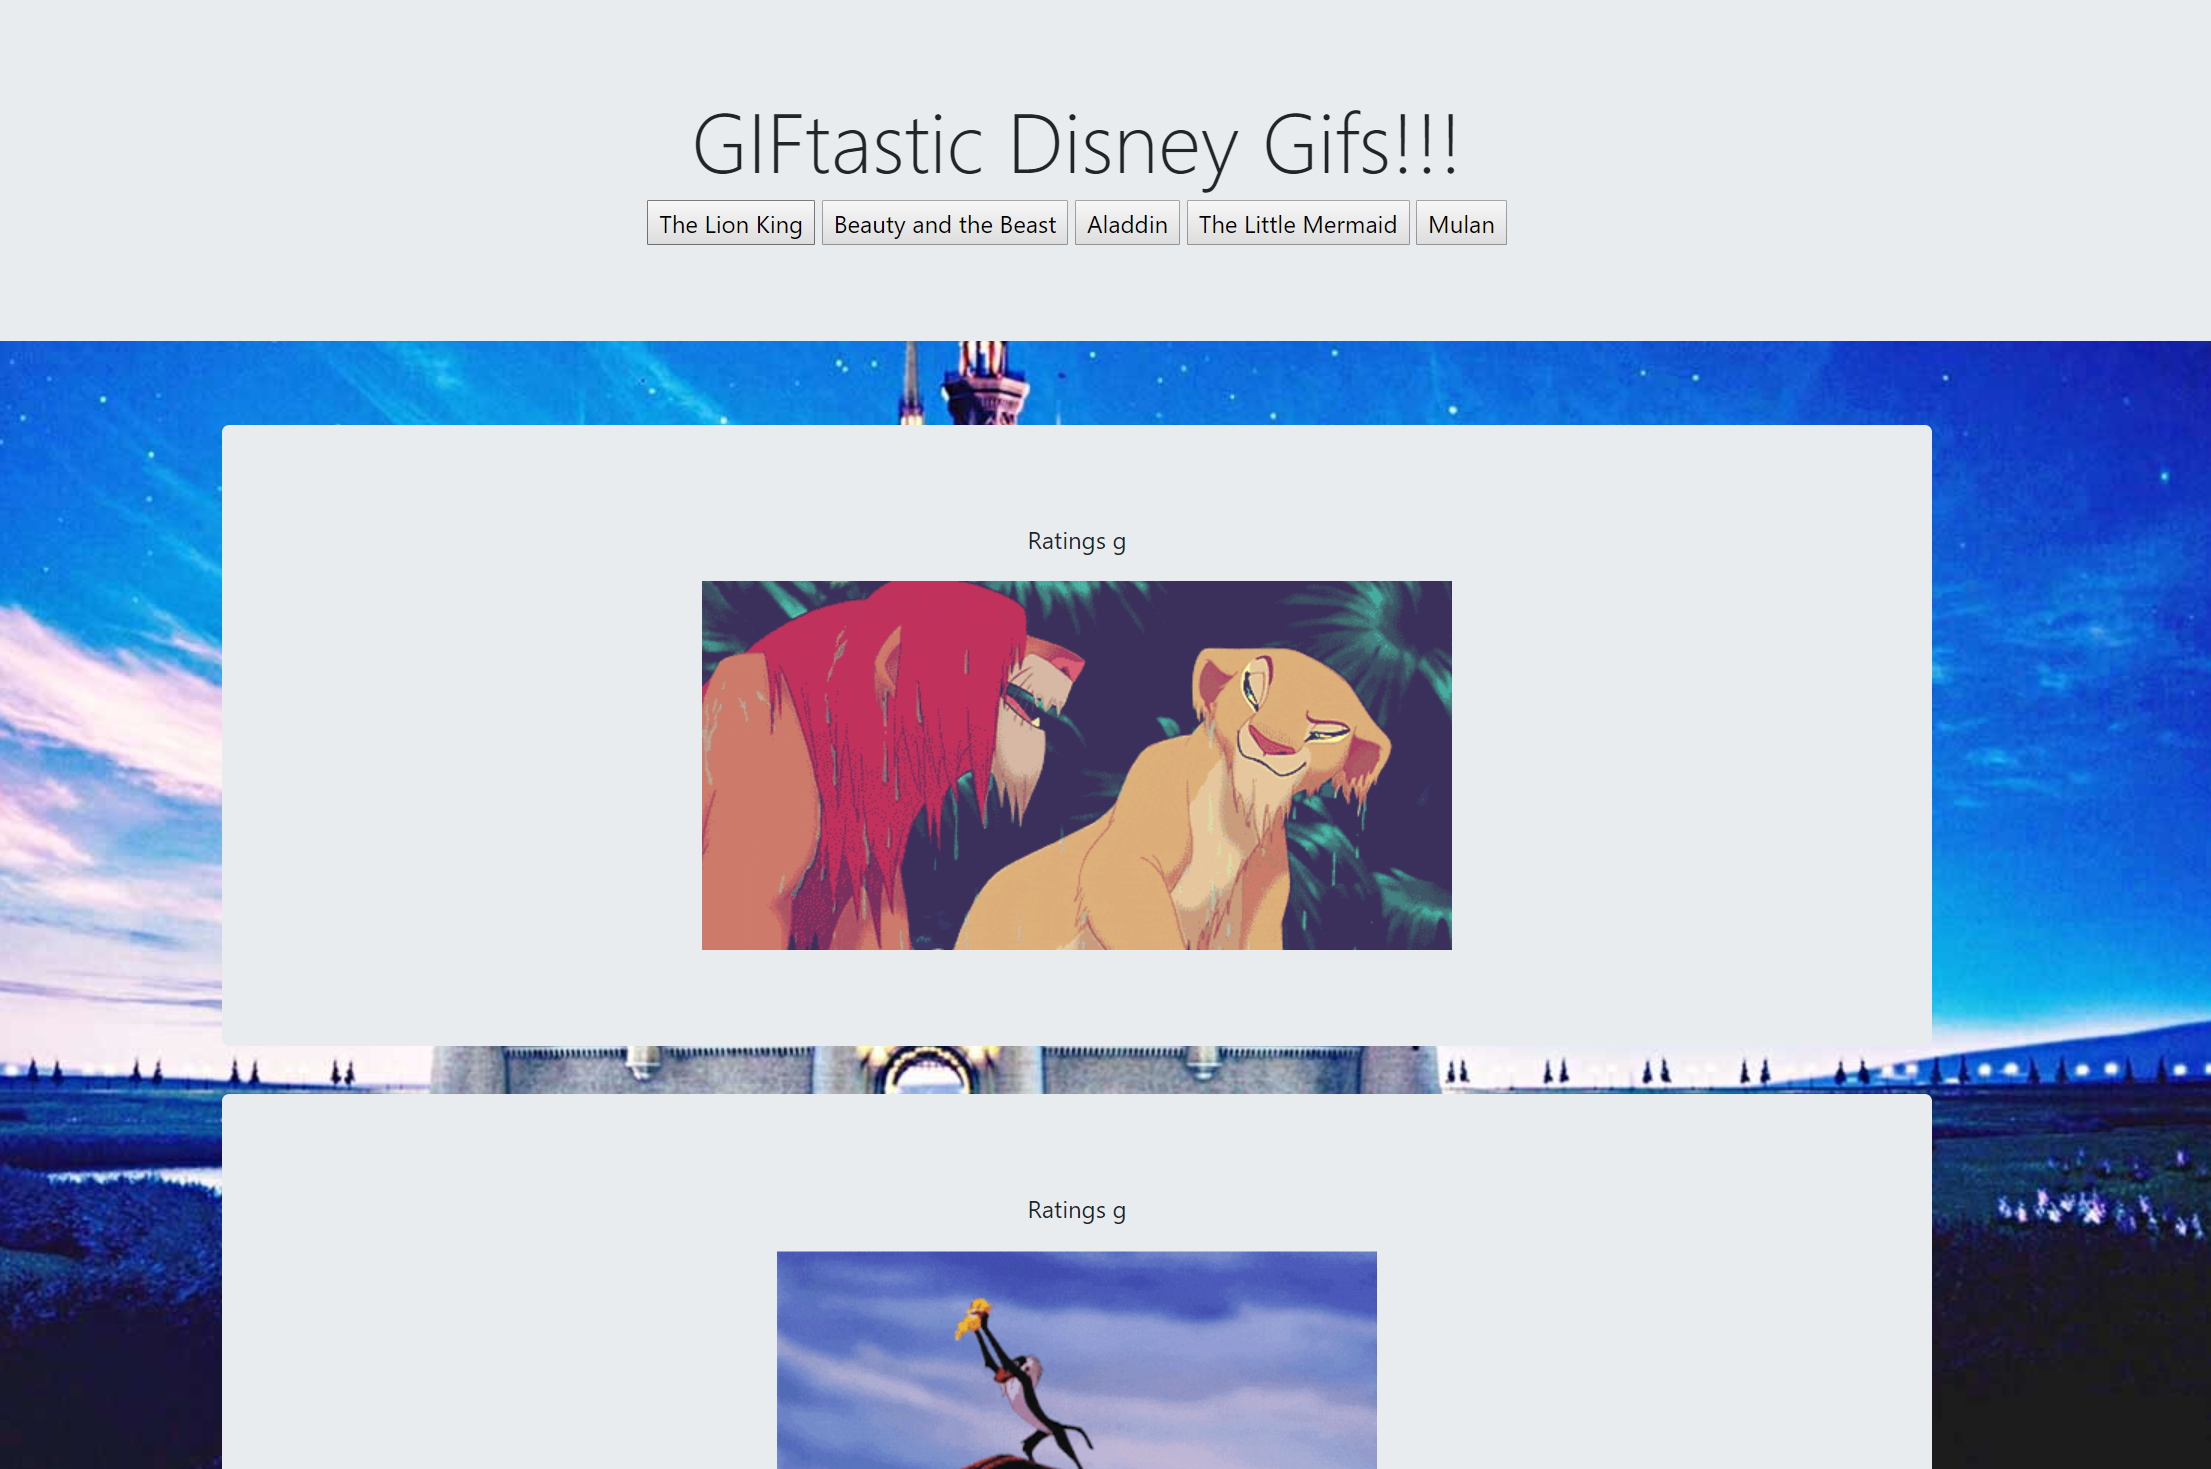 GIFtastic Disney Gifs!!!
The Lion King Beauty and the Beast Aladdin The Little Mermaid Mulan
Ratings g
Ratings g